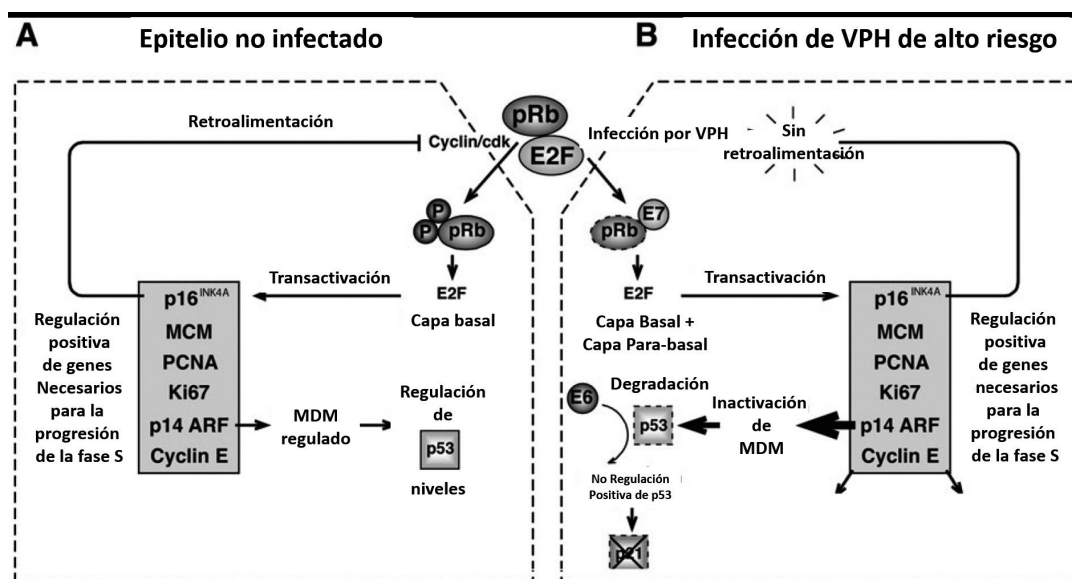 A
Epitelio no infectado
Retroalimentación
Cyclin/cdk
pRb
E2F
P
P
pRb
E2F
Capa basal
Transactivación
Regulación
positiva
de genes
Necesarios
para la
progresión
de la fase S
p16 INK4A
MCM
PCNA
Ki67
p14 ARF
Cyclin E
MDM
regulado
Regulación
de
p53
niveles
B
Infección de VPH de alto riesgo
Infección por VPH
Sin
retroalimentación
E7
pRb
E2F
Capa Basal +
Capa Para-basal
Transactivación
p16 INK4A
MCM
PCNA
Ki67
p14 ARF
Cyclin E
Regulación
positiva
de genes
necesarios
para la
progresión
de la fase S
Inactivación
de
MDM
Degradación
p53
E6
No Regulación
Positiva de p53
p21